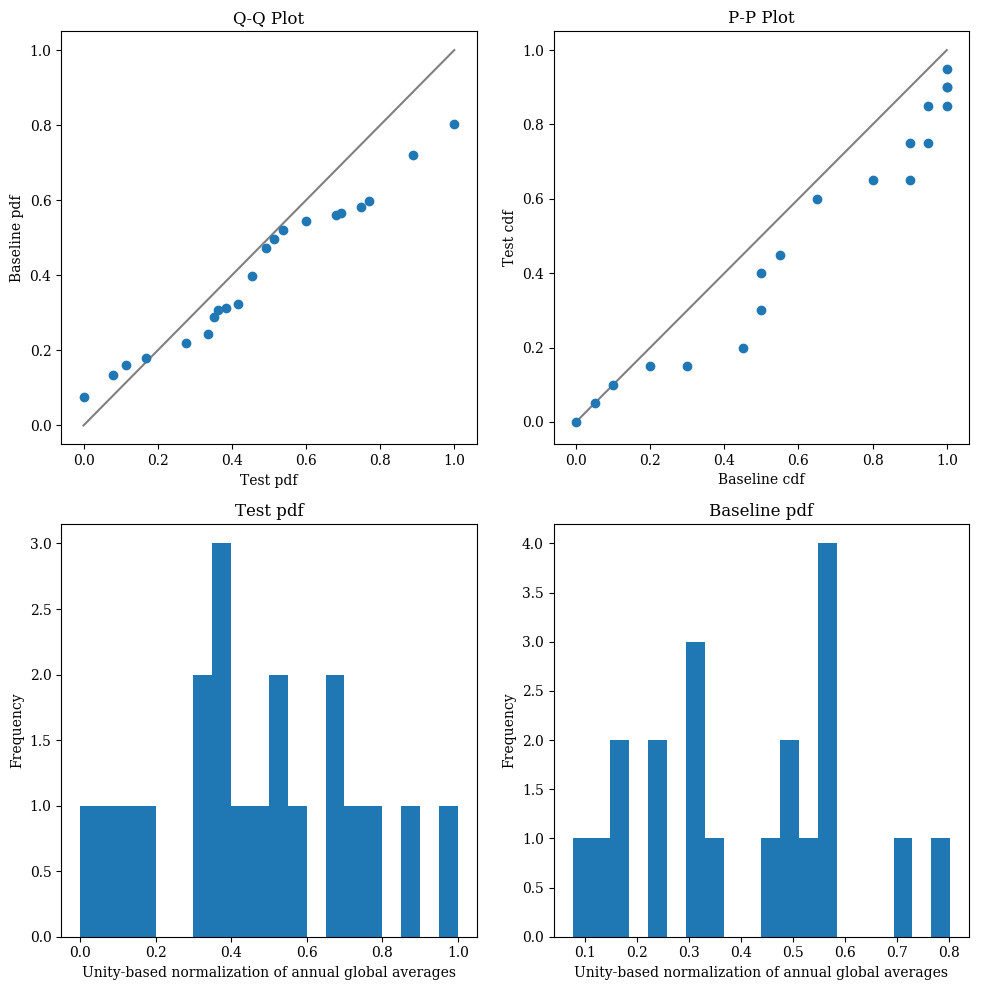 Q-Q Plot
1.0
0.8
0.6
0.4
0.2
0.0
Baseline pdf
0.0 0.2 0.4 0.6 0.8 1.0
Test pdf
P-P Plot
1.0
0.8
0.6
0.4
0.2
0.0
Test cdf
0.0 0.2 0.4 0.6 0.8 1.0
Baseline cdf
Test pdf
3.0
2.5
2.0
1.5
1.0
0.5
0.0
Frequency
0.0 0.2 0.4 0.6 0.8 1.0
Unity-based normalization of annual global averages
Baseline pdf
4.0
3.5
3.0
2.5
2.0
1.5
1.0
0.5
0.0
Frequency
0.1 0.2 0.3 0.4 0.5 0.6 0.7 0.8
Unity-based normalization of annual global averages